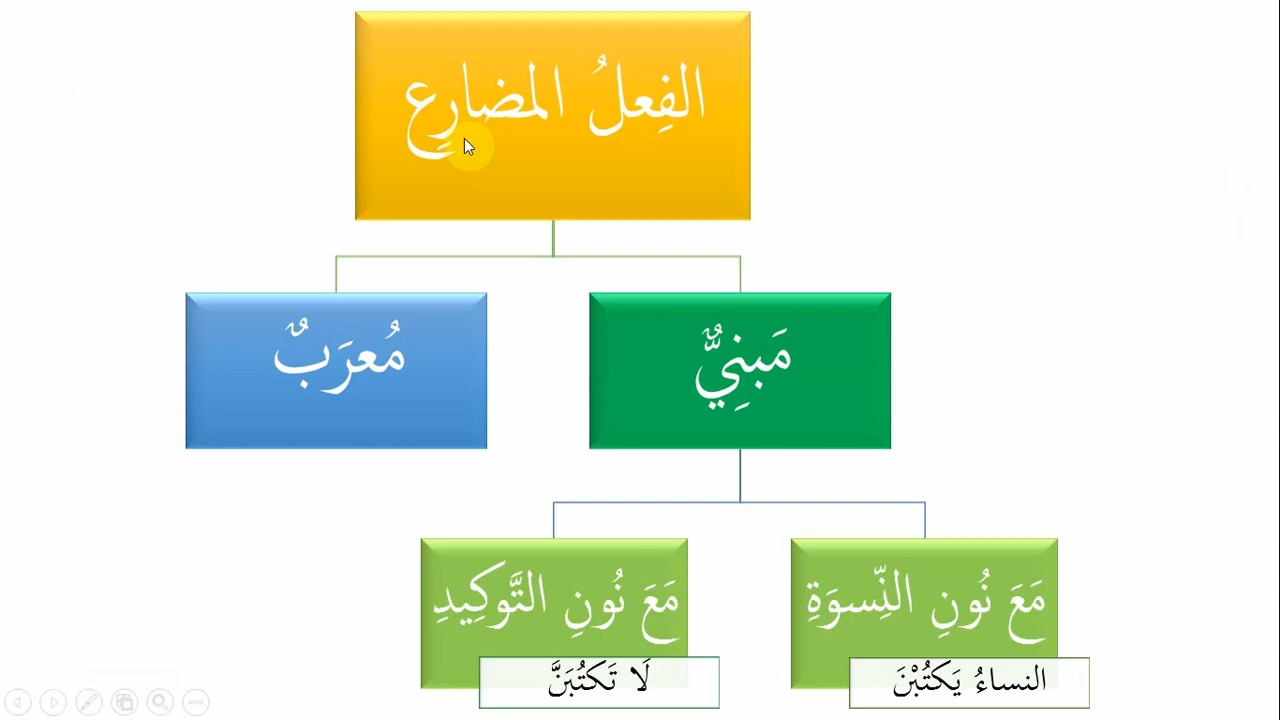 الفِعلُ المضارِع
مَبنِيٌّ
مُعرَبٌ
مَعَ نُونِ النِّسوَةِ
النساءُ يَكتُبْنَ
مَعَ نُونِ التَّوكِيدِ
لَا تَكتُبَنَّ